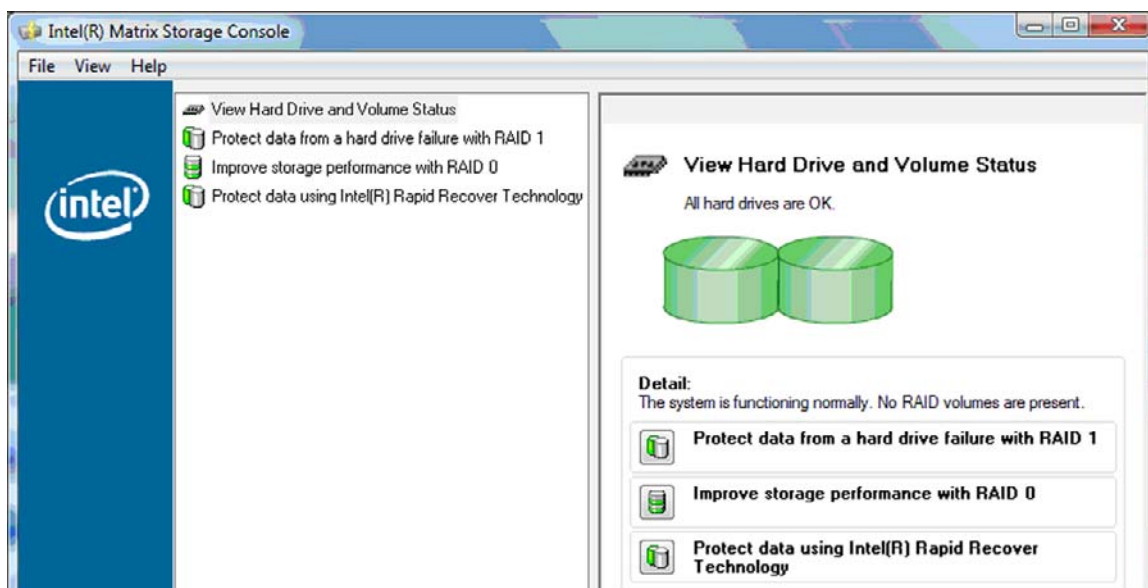 Intel(R) Matrix Storage Console
File View Help
intel
View Hard Drive and Volume Status
Protect data from a hard drive failure with RAID 1
Improve storage performance with RAID 0
Protect data using Intel(R) Rapid Recover Technology
View Hard Drive and Volume Status
All hard drives are OK.
Detail:
The system is functioning normally. No RAID volumes are present.
Protect data from a hard drive failure with RAID 1
Improve storage performance with RAID 0
Protect data using Intel(R) Rapid Recover
Technology